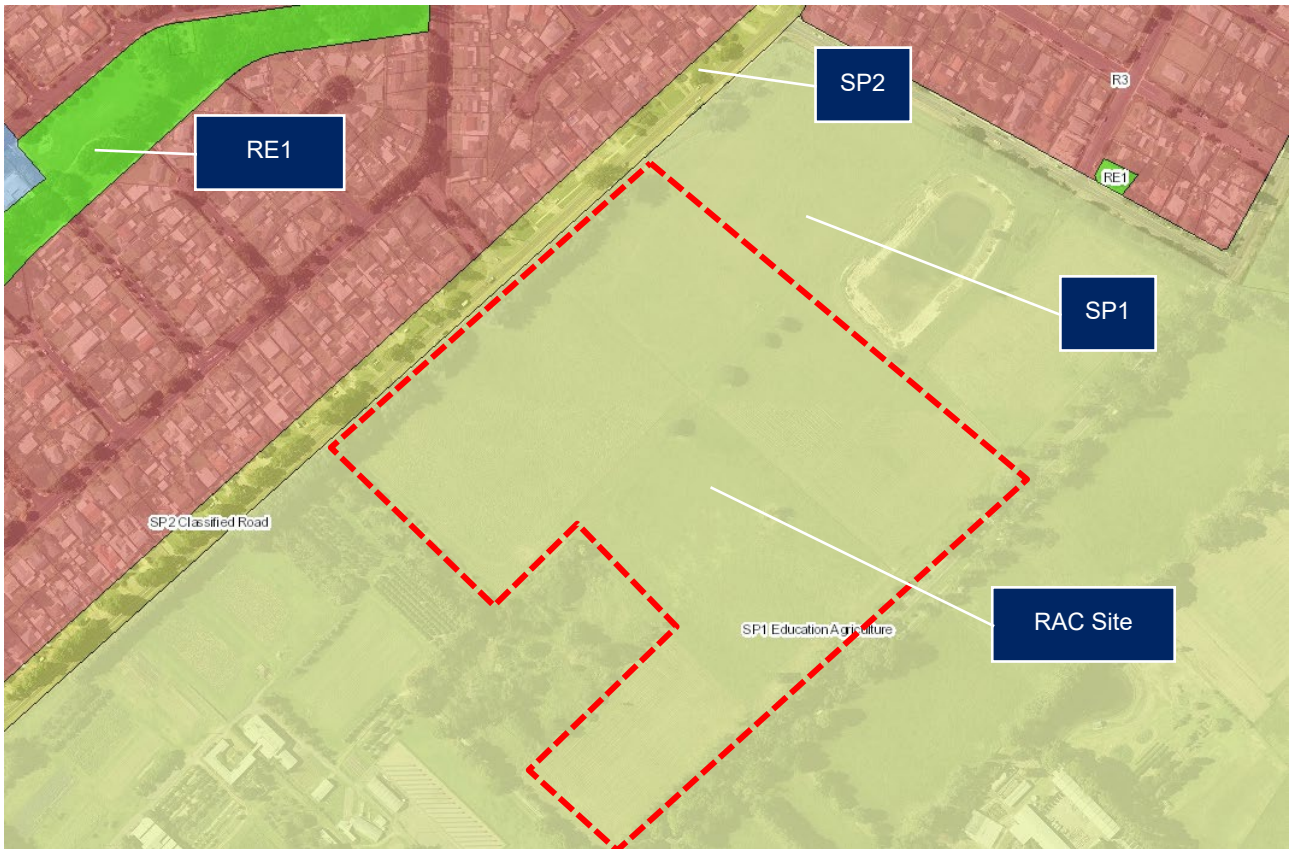 SP2
R3
RE1
RE1
SP1
SP2 Classified Road
RAC Site
SP1 Education Agriculture